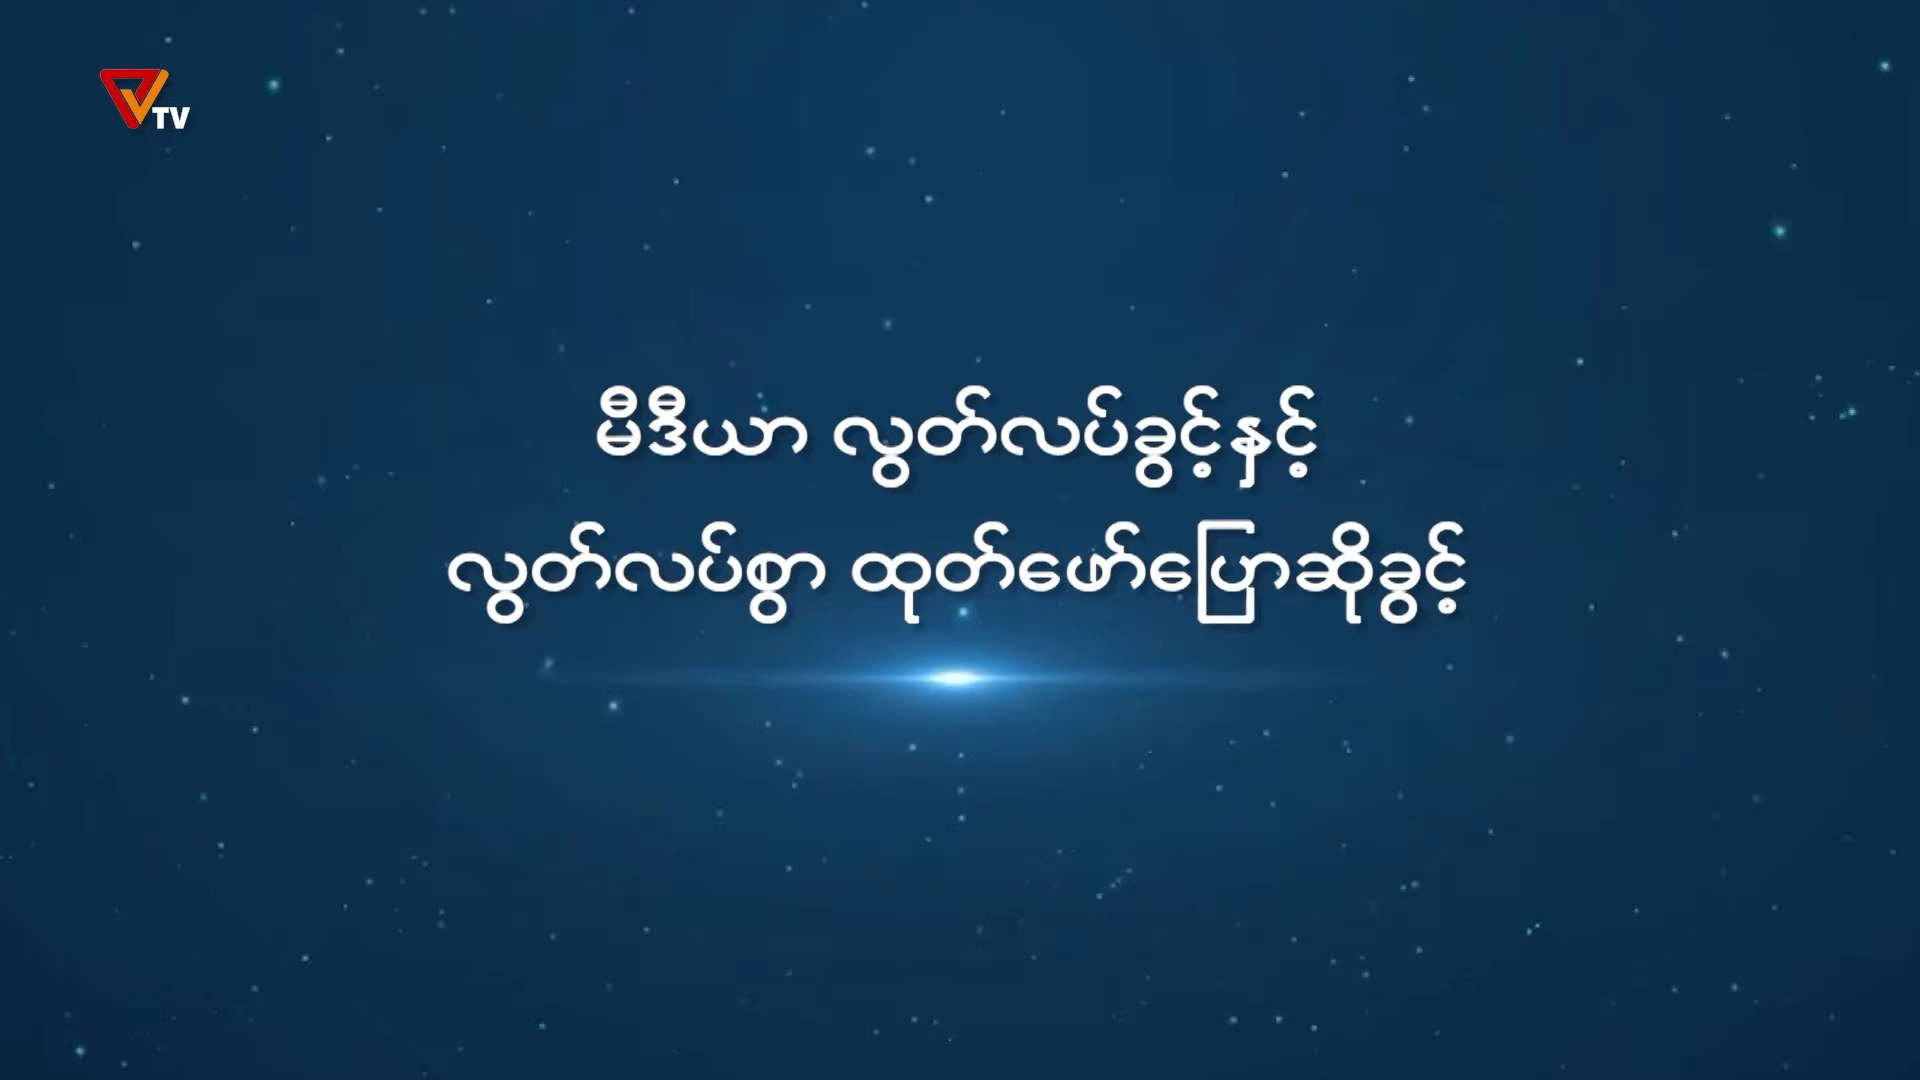 TV
မီဒီယာ လွတ်လပ်ခွင့်နှင့်
လွတ်လပ်စွာ ထုတ်ဖော်ပြောဆိုခွင့်